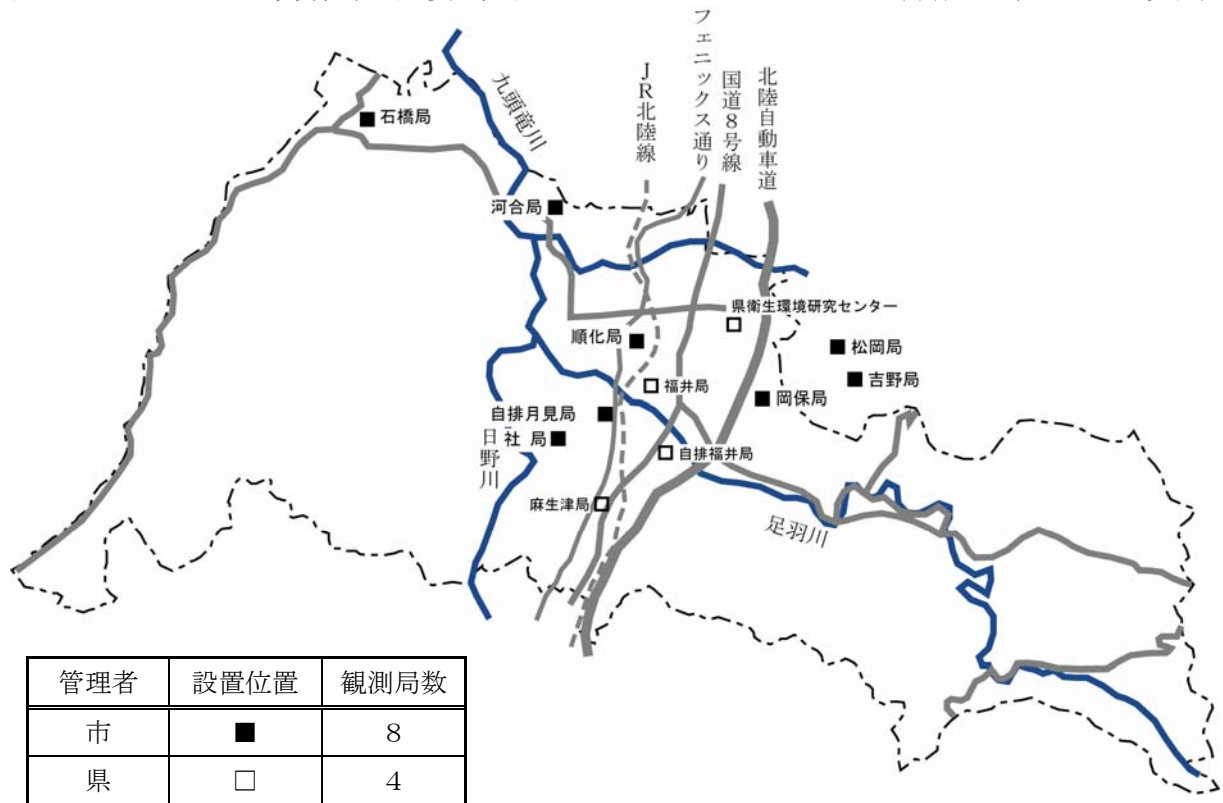 フェニックス通り
九頭竜川
JR北陸線
国道8号線
北陸自動車道
石橋局
河合局
県衛生環境研究センター
順化局
松岡局
福井局
吉野局
岡保局
自排月見局
日野川
社 局
自排福井局
麻生津局
足羽川
管理者 設置位置 観測局数
市 ■ 8
県 □ 4